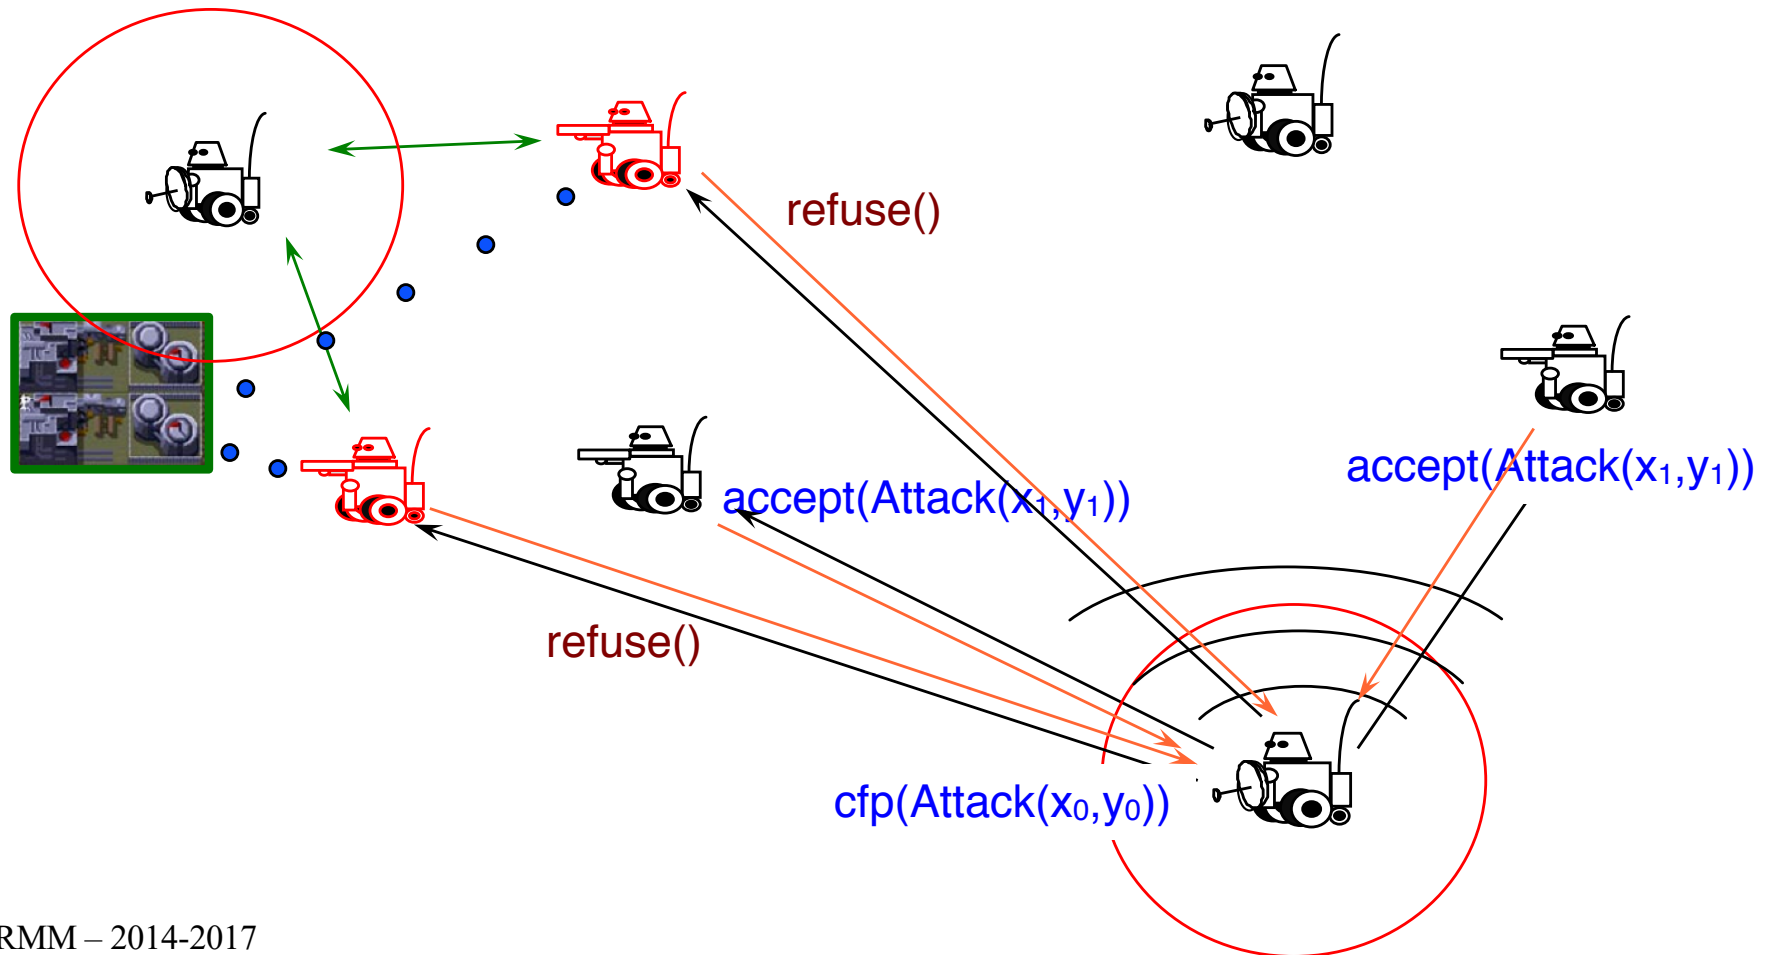 refuse()
accept(Attack(x₁,y₁))
accept(Attack(x₁,y₁))
refuse()
cfp(Attack(x₀,y₀))
RMM – 2014-2017